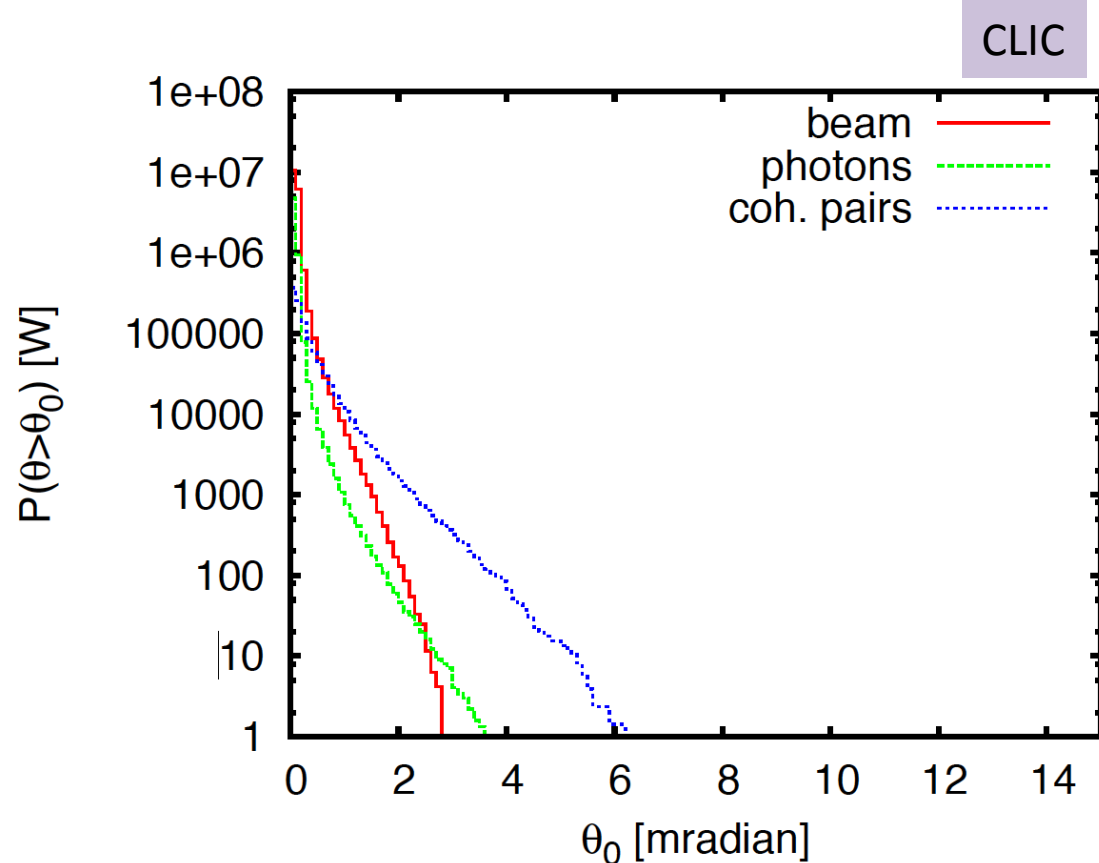 CLIC
1e+08
1e+07
1e+06
100000
10000
1000
100
10
1
P(θ>θ0) [W]
beam
photons
coh. pairs
0 2 4 6 8 10 12 14
θ0 [mradian]